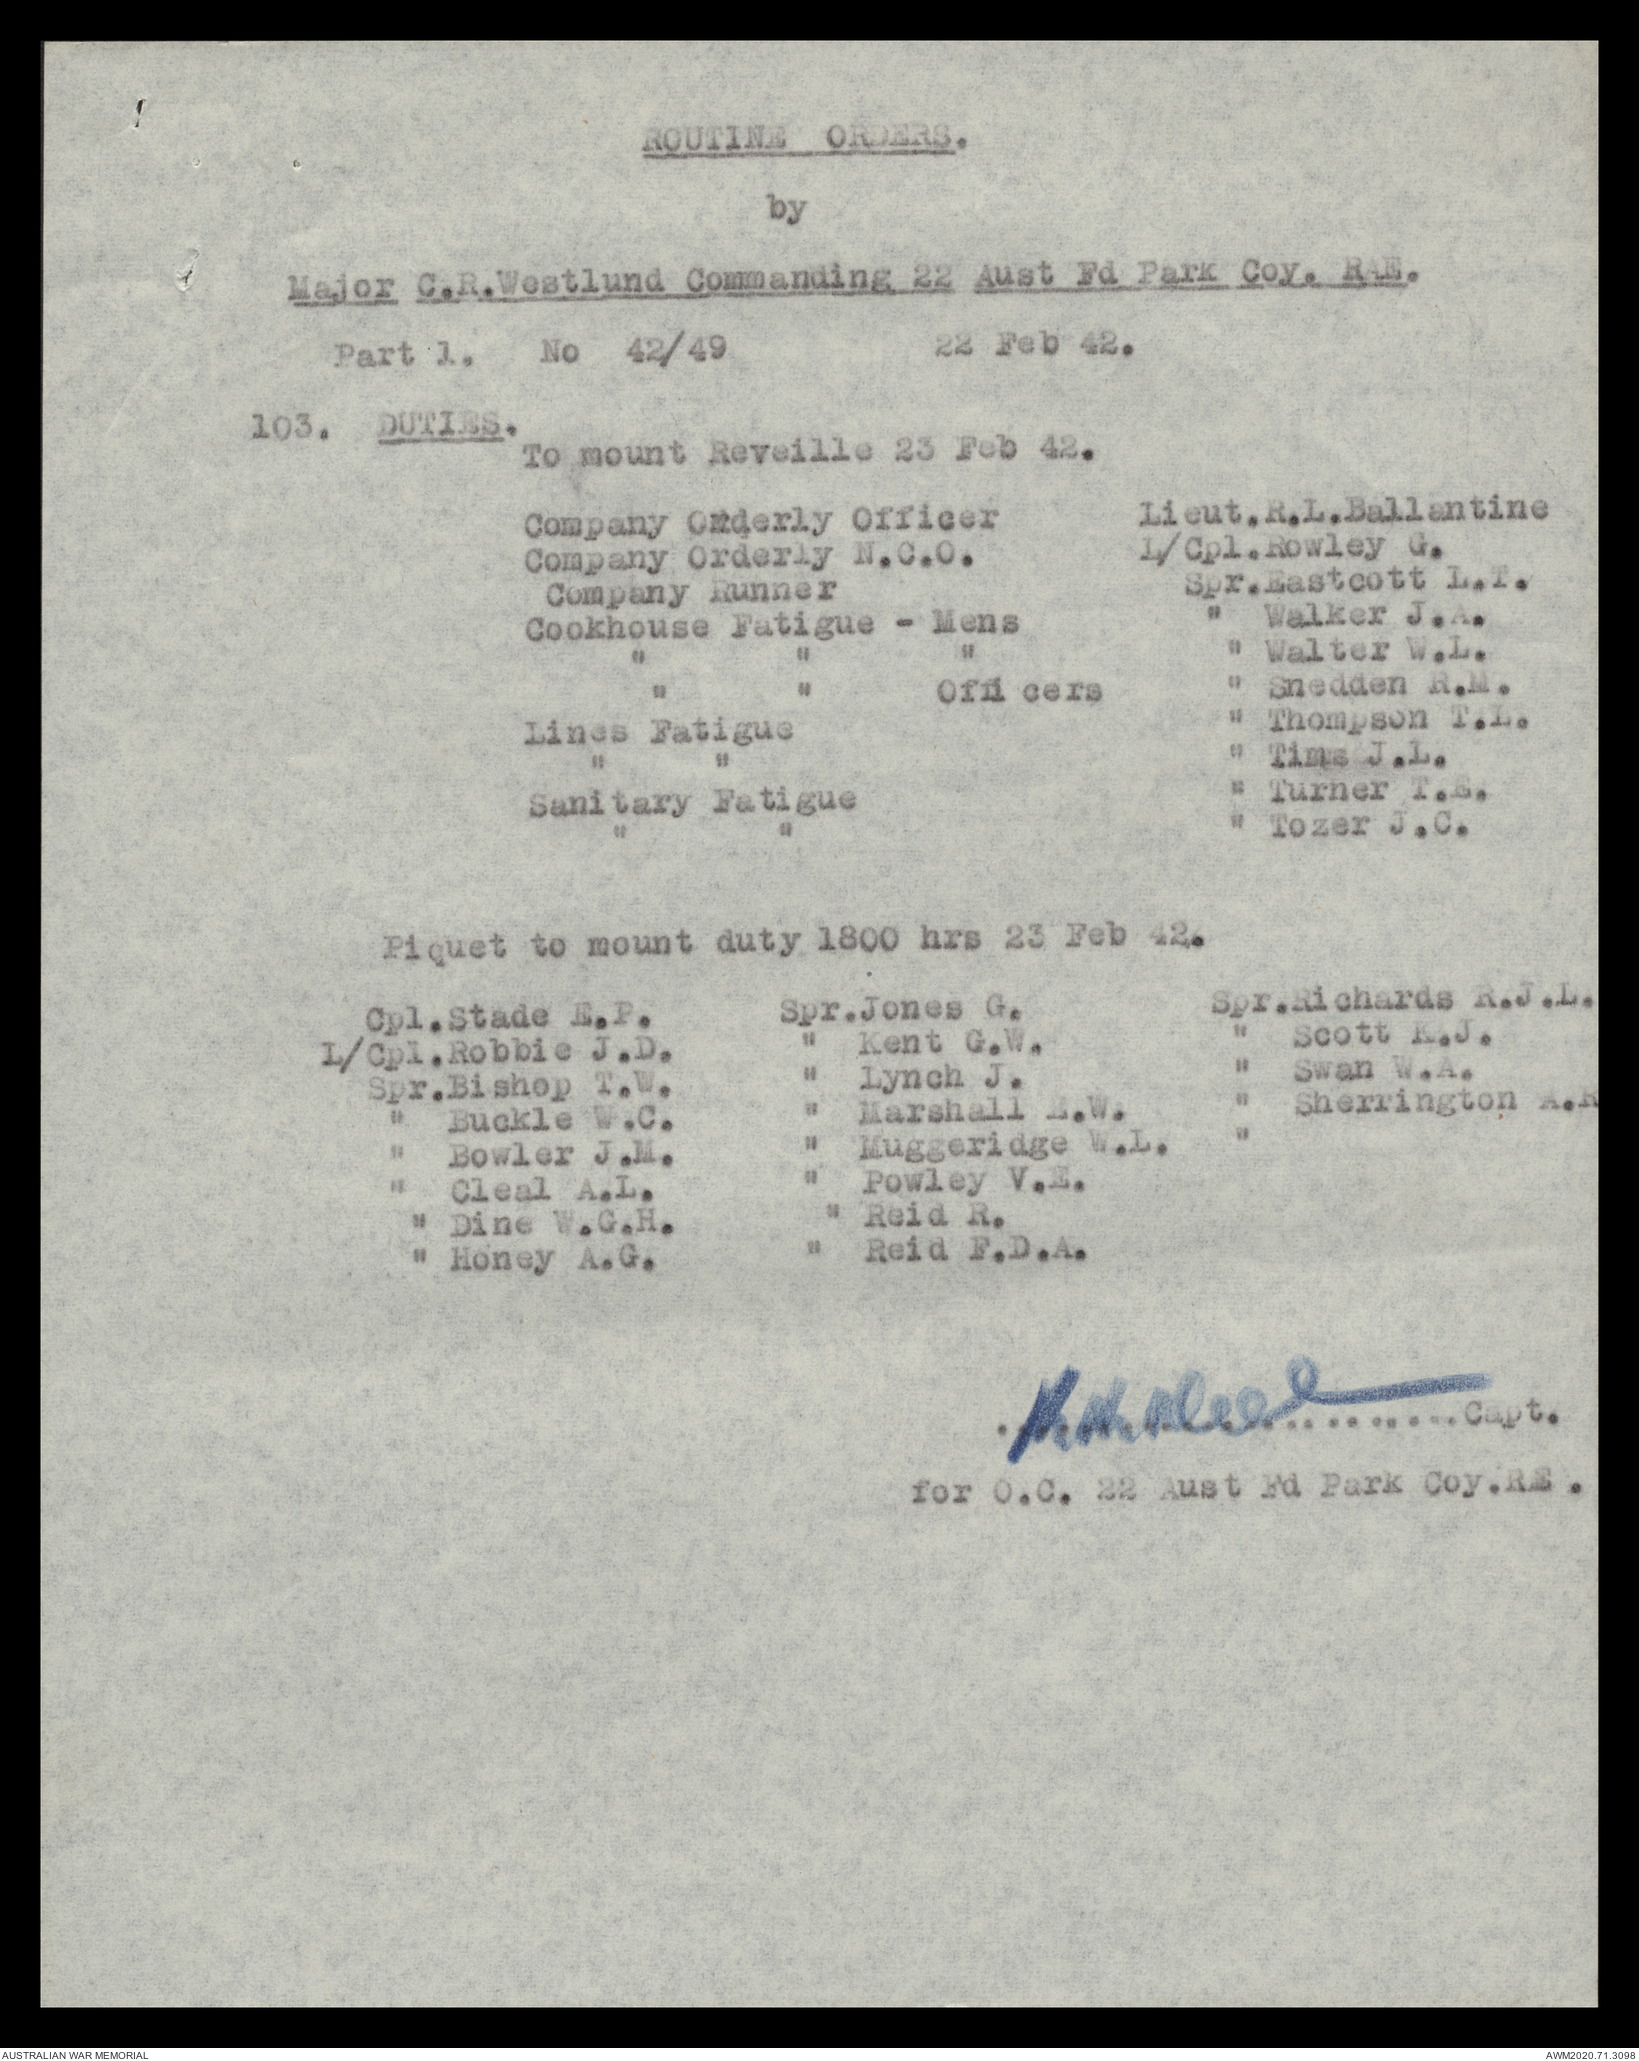 ROUTINE ORDERS.
by
Major C.R.Westlund Commanding 22 Aust Fd Park Coy. RAE.
Part 1. No 42/49 22 Feb 42.
103. DUTIES.
To mount Reveille 23 Feb 42.
Company Orderly Officer Lieut.R.L.Ballantine
Company Orderly N.C.O. L/Cpl.Rowley G.
Company Runner Spr.Eastcott L.T.
Cookhouse Fatigue - Mens " Walker J.A.
" " " " Walter W.L.
" " Officers " Snedden R.M.
Lines Fatigue " Thompson T.L.
" " " Tims J.L.
Sanitary Fatigue " Turner T.E.
" " " Tozer J.C.
Piquet to mount duty 1800 hrs 23 Feb 42.
Cpl.Stade E.P. Spr.Jones G. Spr.Richards R.J.L.
L/Cpl.Robbie J.D. " Kent G.W. " Scott K.J.
Spr.Bishop T.W. " Lynch J. " Swan W.A.
" Buckle W.C. " Marshall E.W. " Sherrington A.R
" Bowler J.M. " Muggeridge W.L. "
" Cleal A.L. " Powley V.E.
" Dine W.G.H. " Reid R.
" Honey A.G. " Reid F.D.A.
Capt.
for O.C. 22 Aust Fd Park Coy.RE .
AUSTRALIAN WAR MEMORIAL AWM2020.71.3098